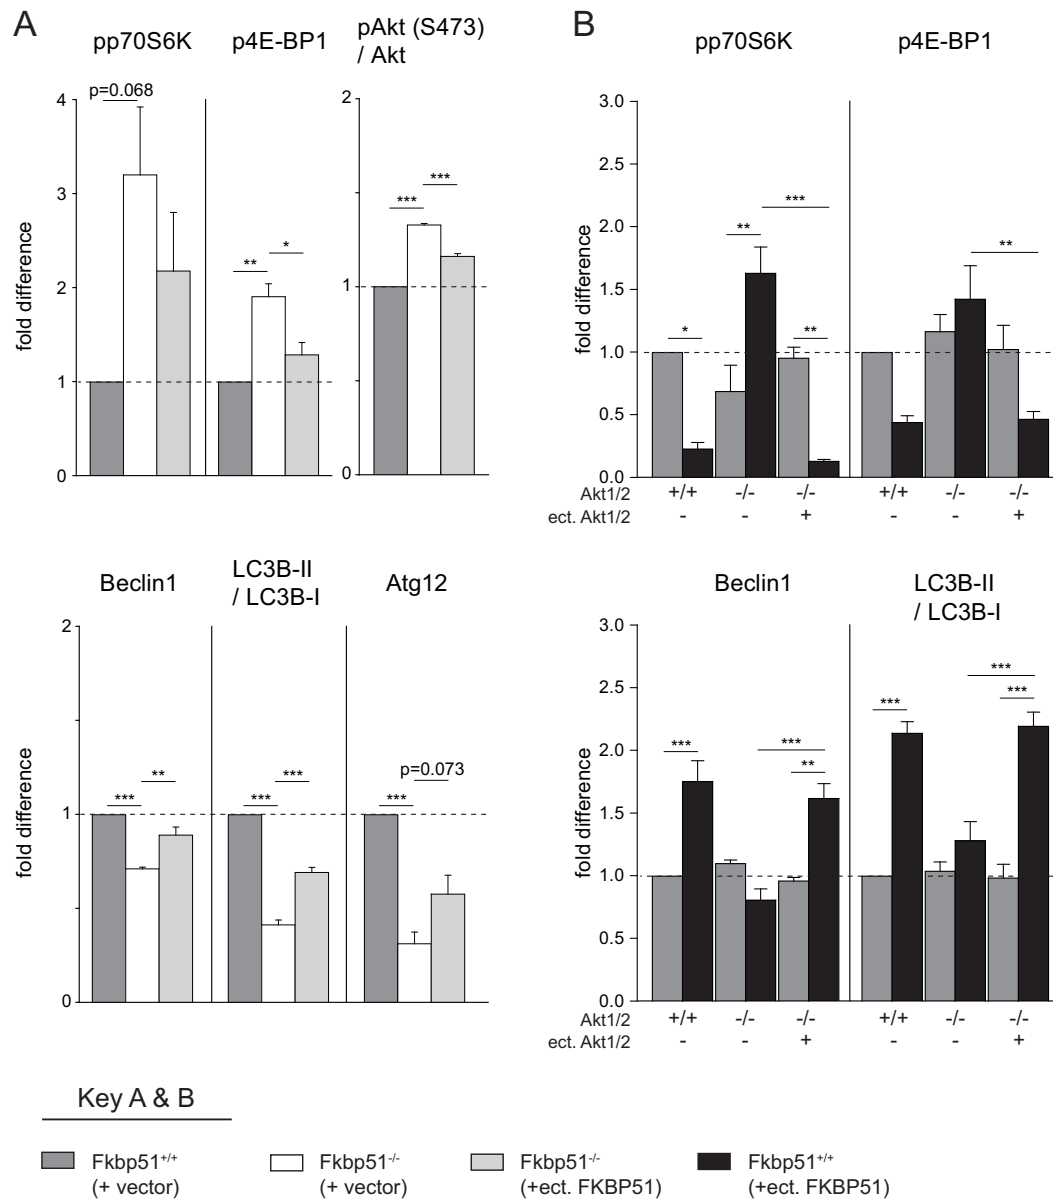 A
pp70S6K
p4E-BP1
pAkt (S473)
/ Akt
fold difference
4
3
2
1
0
p=0.068
**
*
2
1
0
***
***
B
pp70S6K
p4E-BP1
fold difference
3.0
2.5
2.0
1.5
1.0
0.5
0.0
*
**
***
**
**
Akt1/2 +/+ -/- -/- +/+ -/- -/-
ect. Akt1/2 - - + - - +
Beclin1
LC3B-II
/ LC3B-I
Atg12
fold difference
2
1
0
***
**
***
***
***
p=0.073
Beclin1
LC3B-II
/ LC3B-I
fold difference
3.0
2.5
2.0
1.5
1.0
0.5
0.0
***
***
**
***
***
***
Akt1/2 +/+ -/- -/- +/+ -/- -/-
ect. Akt1/2 - - + - - +
Key A & B
Fkbp51+/+
(+ vector)
Fkbp51-/-
(+ vector)
Fkbp51-/-
(+ect. FKBP51)
Fkbp51+/+
(+ect. FKBP51)